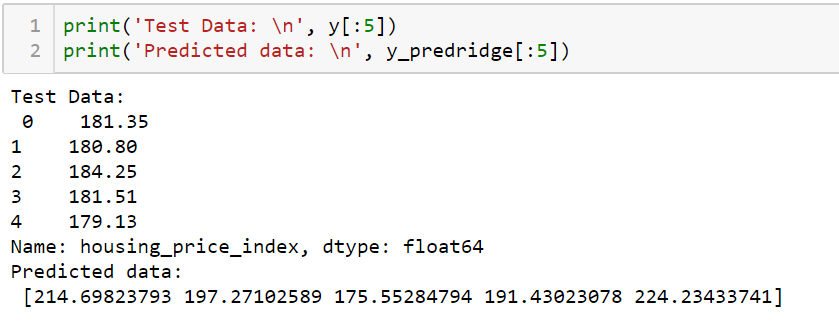 1 print('Test Data: \n', y[:5])
2 print('Predicted data: \n', y_predridge[:5])
Test Data:
0 181.35
1 180.80
2 184.25
3 181.51
4 179.13
Name: housing_price_index, dtype: float64
Predicted data:
[214.69823793 197.27102589 175.55284794 191.43023078 224.23433741]